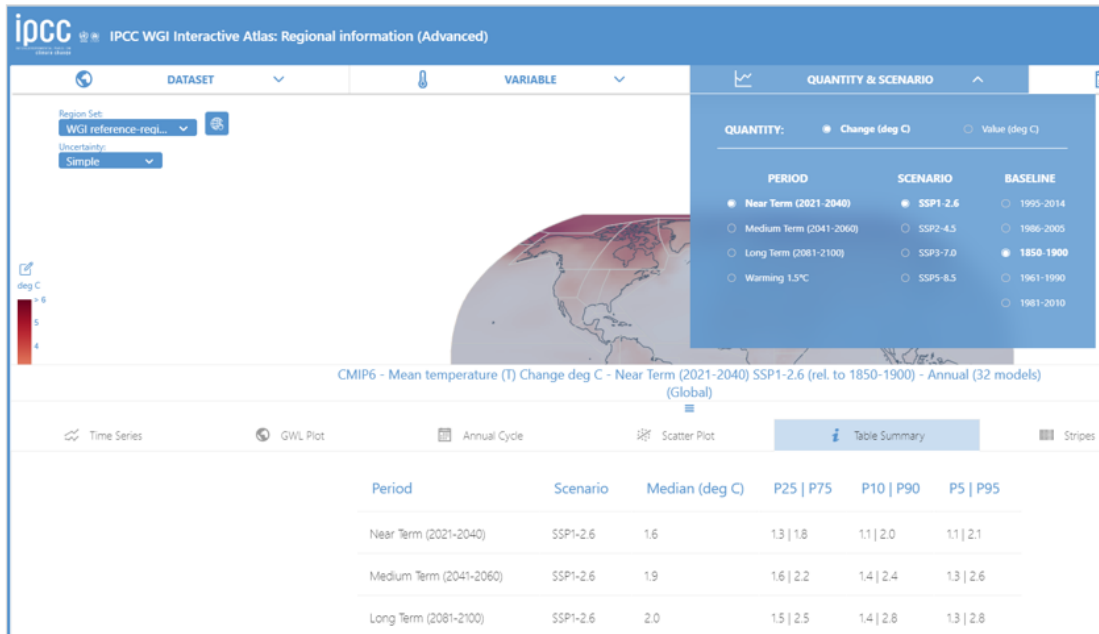 ipcc
IPCC WGI Interactive Atlas: Regional information (Advanced)
DATASET VARIABLE QUANTITY & SCENARIO
Region Set:
WGI reference-regi...
Uncertainty:
Simple
QUANTITY: Change (deg C) Value (deg C)
PERIOD SCENARIO BASELINE
Near Term (2021-2040) SSP1-2.6 1995-2014
Medium Term (2041-2060) SSP2-4.5 1986-2005
Long Term (2081-2100) SSP3-7.0 1850-1900
Warming 1.5°C SSP5-8.5 1961-1990
1981-2010
deg C
> 6
5
4
CMIP6 - Mean temperature (T) Change deg C - Near Term (2021-2040) SSP1-2.6 (rel. to 1850-1900) - Annual (32 models)
(Global)
Time Series GWL Plot Annual Cycle Scatter Plot Table Summary Stripes
Period Scenario Median (deg C) P25 | P75 P10 | P90 P5 | P95
Near Term (2021-2040) SSP1-2.6 1.6 1.3 | 1.8 1.1 | 2.0 1.1 | 2.1
Medium Term (2041-2060) SSP1-2.6 1.9 1.6 | 2.2 1.4 | 2.4 1.3 | 2.6
Long Term (2081-2100) SSP1-2.6 2.0 1.5 | 2.5 1.4 | 2.8 1.3 | 2.8